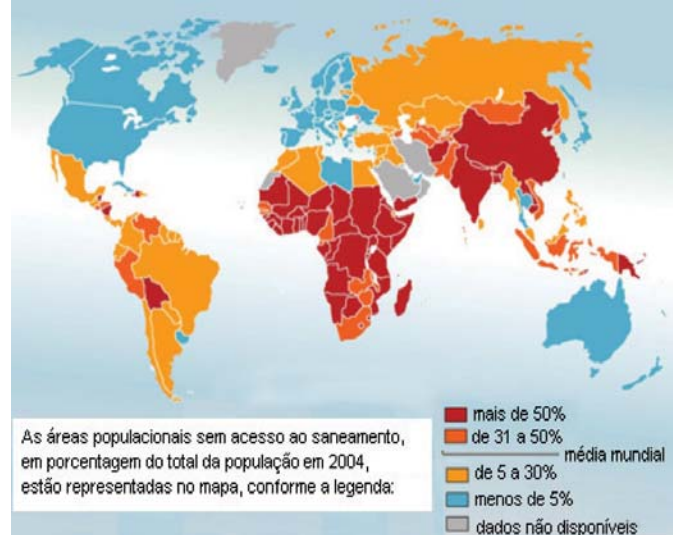 As áreas populacionais sem acesso ao saneamento,
em porcentagem do total da população em 2004,
estão representadas no mapa, conforme a legenda:
mais de 50%
de 31 a 50%
média mundial
de 5 a 30%
menos de 5%
dados não disponíveis